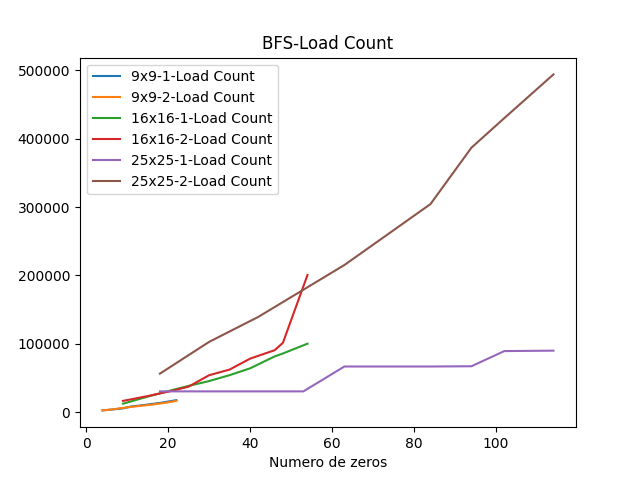 BFS-Load Count
500000
400000
300000
200000
100000
0
9x9-1-Load Count
9x9-2-Load Count
16x16-1-Load Count
16x16-2-Load Count
25x25-1-Load Count
25x25-2-Load Count
0 20 40 60 80 100
Numero de zeros